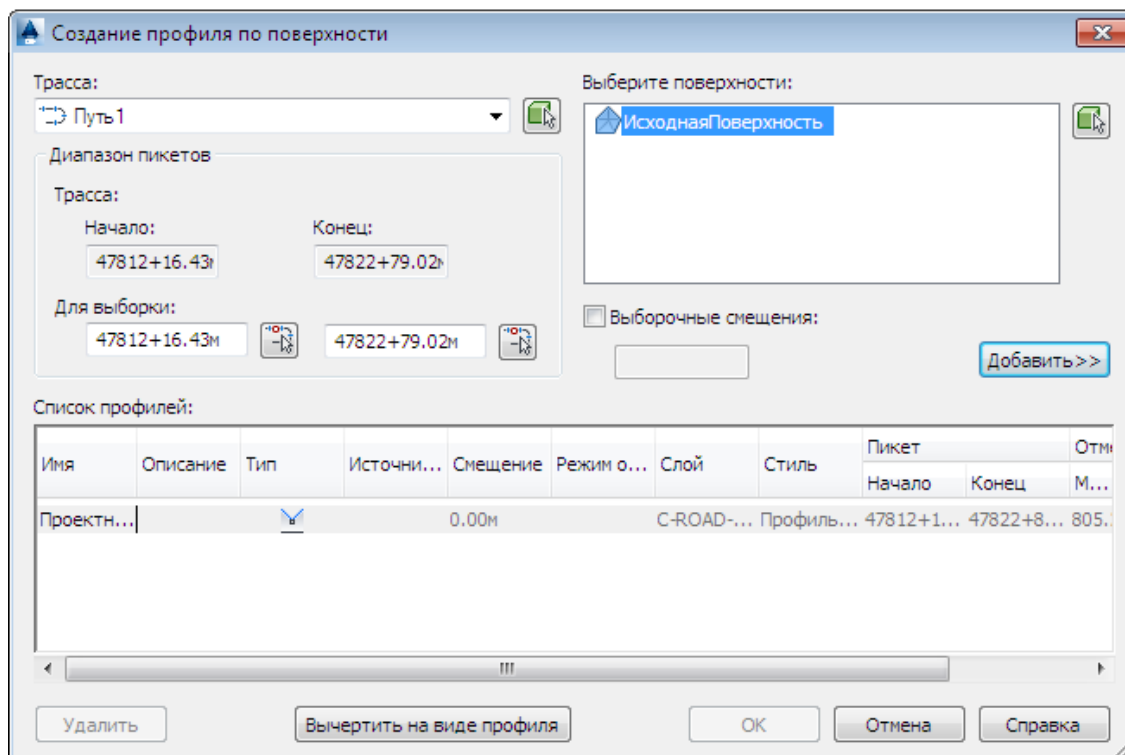 Создание профиля по поверхности
Трасса:
Путь1
Диапазон пикетов
Трасса:
Начало: Конец:
47812+16.43м 47822+79.02м
Для выборки:
47812+16.43м 47822+79.02м
Выберите поверхности:
ИсходнаяПоверхность
Выборочные смещения:
Добавить>>
Список профилей:
Имя Описание Тип Источни... Смещение Режим о... Слой Стиль Пикет Отм
Начало Конец М...
Проектн... 0.00м C-ROAD-... Профиль... 47812+1... 47822+8... 805.
Удалить Вычертить на виде профиля OK Отмена Справка